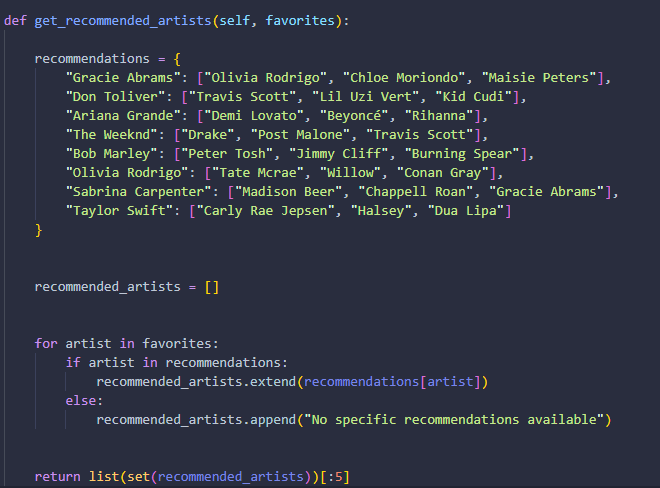 def get_recommended_artists(self, favorites):
recommendations = {
"Gracie Abrams": ["Olivia Rodrigo", "Chloe Moriondo", "Maisie Peters"],
"Don Toliver": ["Travis Scott", "Lil Uzi Vert", "Kid Cudi"],
"Ariana Grande": ["Demi Lovato", "Beyoncé", "Rihanna"],
"The Weeknd": ["Drake", "Post Malone", "Travis Scott"],
"Bob Marley": ["Peter Tosh", "Jimmy Cliff", "Burning Spear"],
"Olivia Rodrigo": ["Tate Mcrae", "Willow", "Conan Gray"],
"Sabrina Carpenter": ["Madison Beer", "Chappell Roan", "Gracie Abrams"],
"Taylor Swift": ["Carly Rae Jepsen", "Halsey", "Dua Lipa"]
}
recommended_artists = []
for artist in favorites:
if artist in recommendations:
recommended_artists.extend(recommendations[artist])
else:
recommended_artists.append("No specific recommendations available")
return list(set(recommended_artists))[:5]